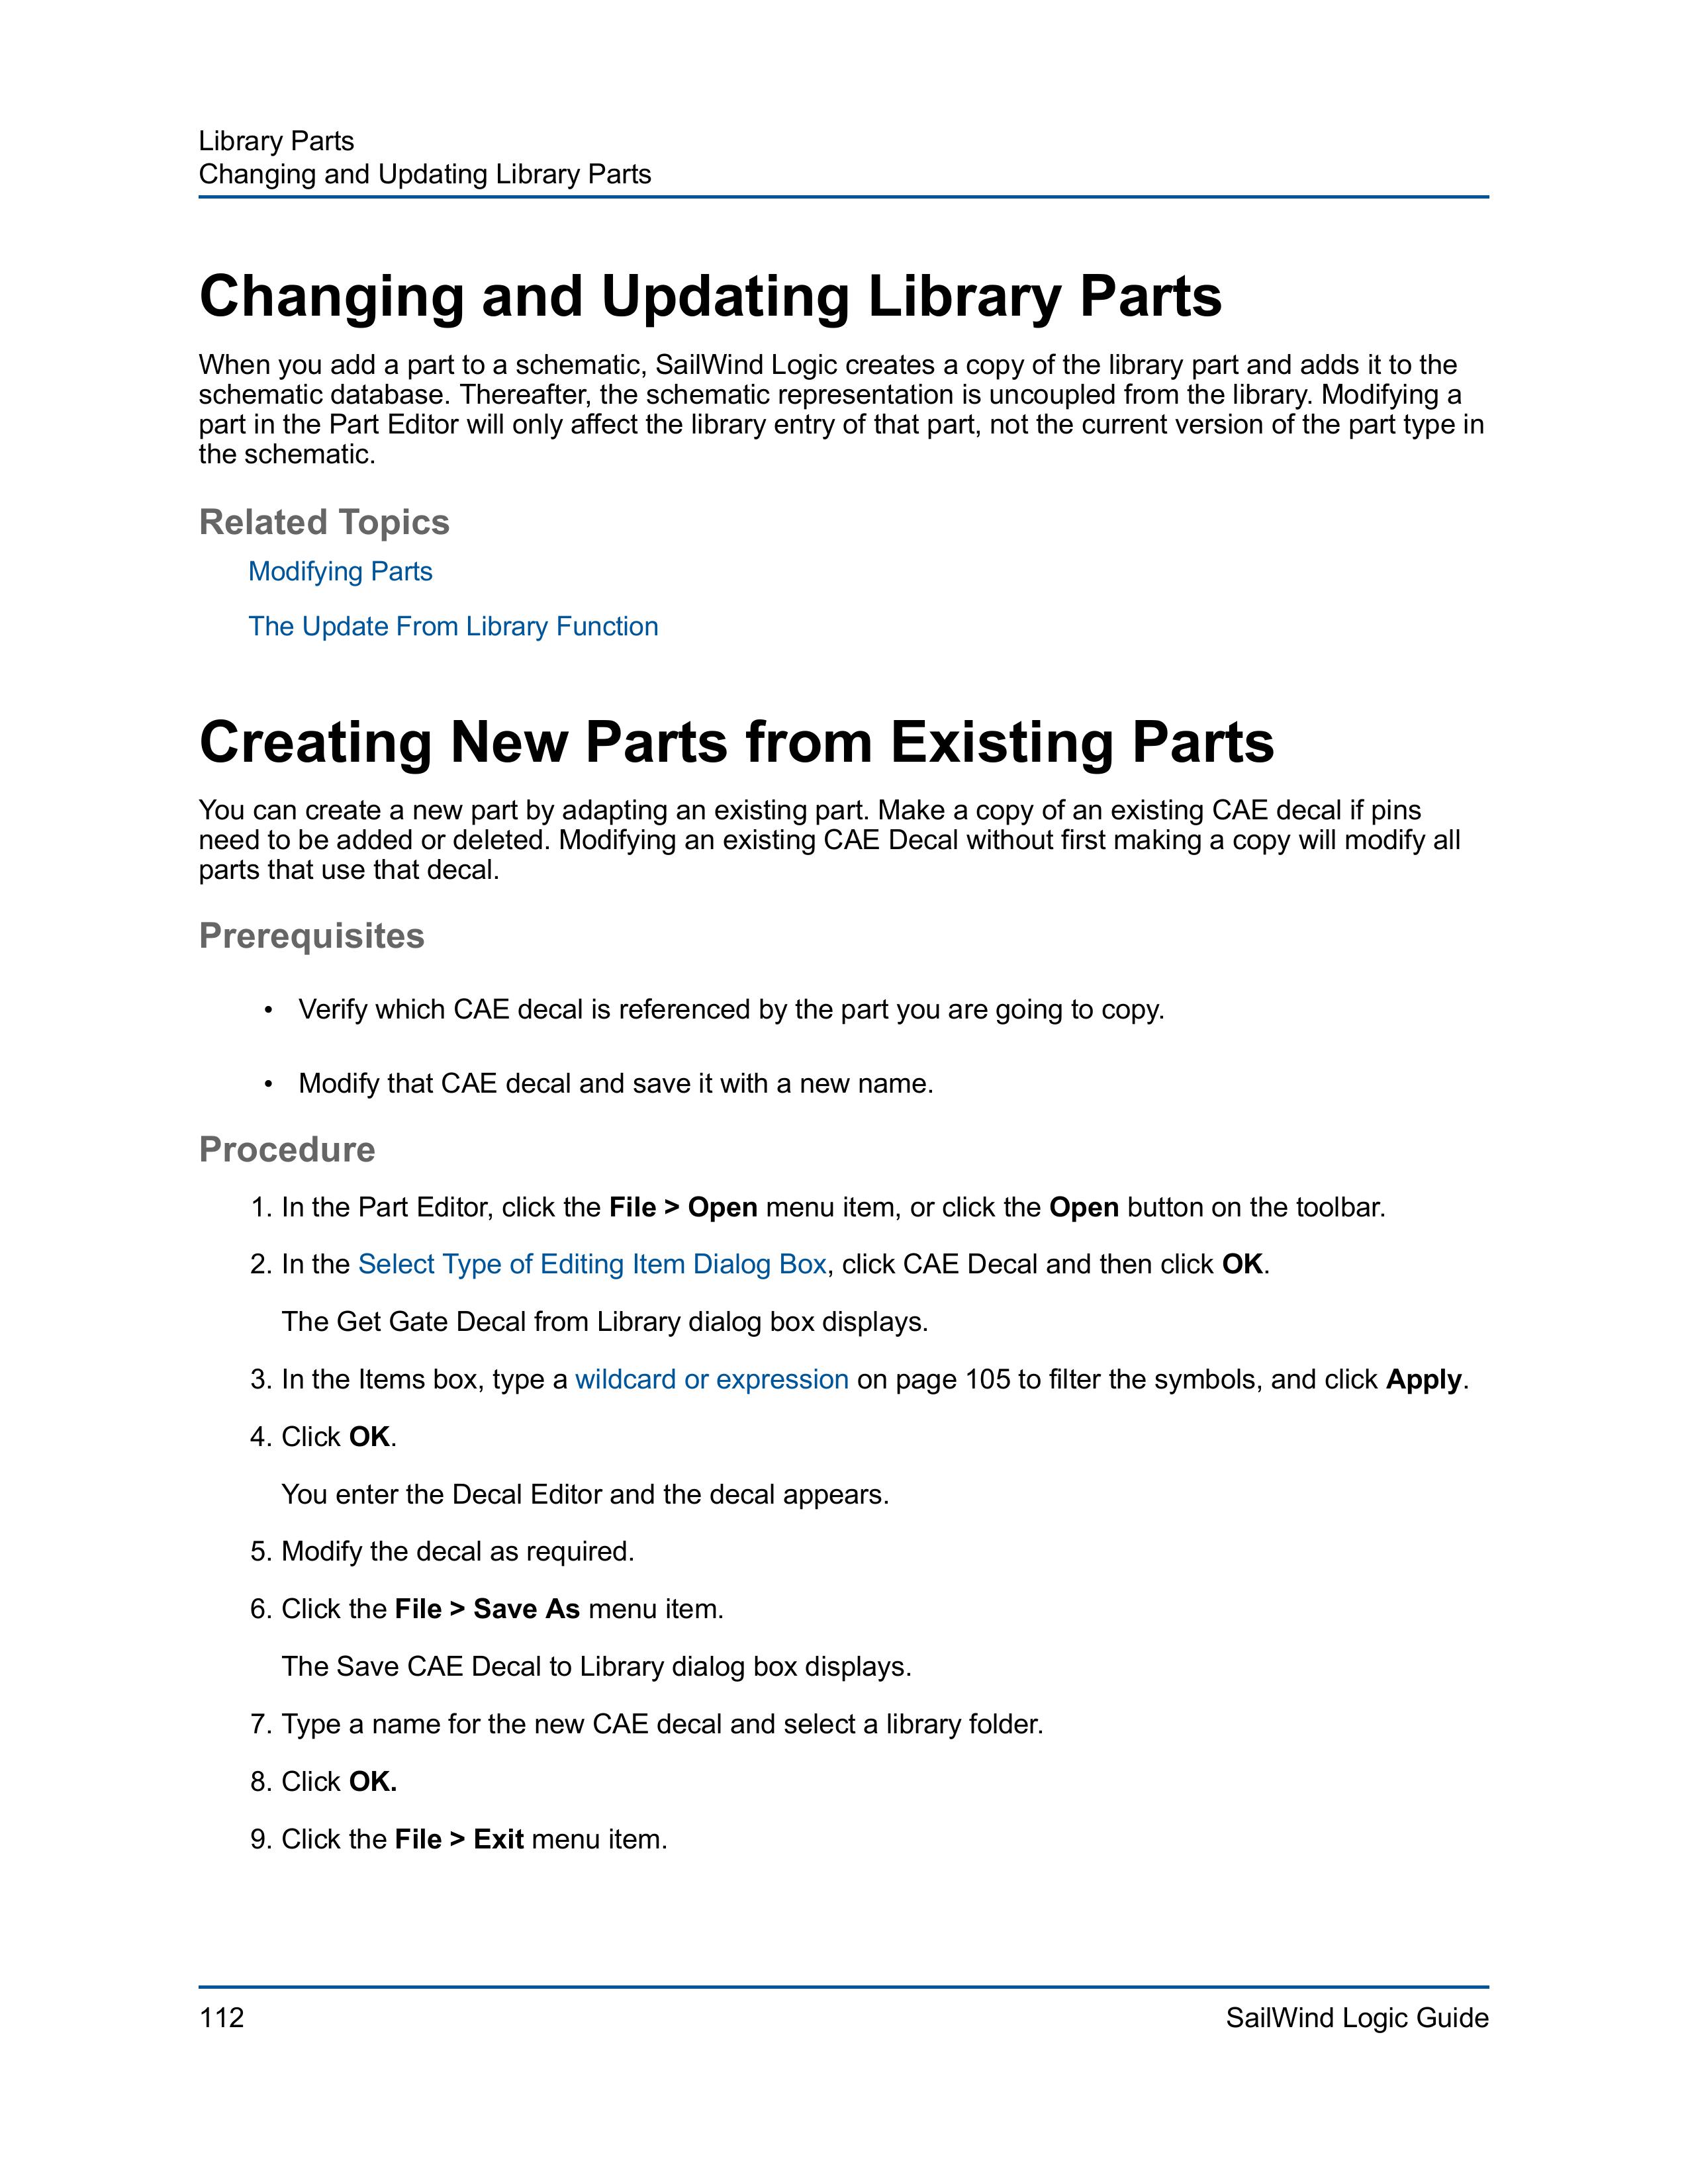 Library Parts
Changing and Updating Library Parts
Changing and Updating Library Parts
When you add a part to a schematic, SailWind Logic creates a copy of the library part and adds it to the
schematic database. Thereafter, the schematic representation is uncoupled from the library. Modifying a
part in the Part Editor will only affect the library entry of that part, not the current version of the part type in
the schematic.
Related Topics
Modifying Parts
The Update From Library Function
Creating New Parts from Existing Parts
You can create a new part by adapting an existing part. Make a copy of an existing CAE decal if pins
need to be added or deleted. Modifying an existing CAE Decal without first making a copy will modify all
parts that use that decal.
Prerequisites
• Verify which CAE decal is referenced by the part you are going to copy.
• Modify that CAE decal and save it with a new name.
Procedure
1. In the Part Editor, click the File > Open menu item, or click the Open button on the toolbar.
2. In the Select Type of Editing Item Dialog Box, click CAE Decal and then click OK.
The Get Gate Decal from Library dialog box displays.
3. In the Items box, type a wildcard or expression on page 105 to filter the symbols, and click Apply.
4. Click OK.
You enter the Decal Editor and the decal appears.
5. Modify the decal as required.
6. Click the File > Save As menu item.
The Save CAE Decal to Library dialog box displays.
7. Type a name for the new CAE decal and select a library folder.
8. Click OK.
9. Click the File > Exit menu item.
112
SailWind Logic Guide